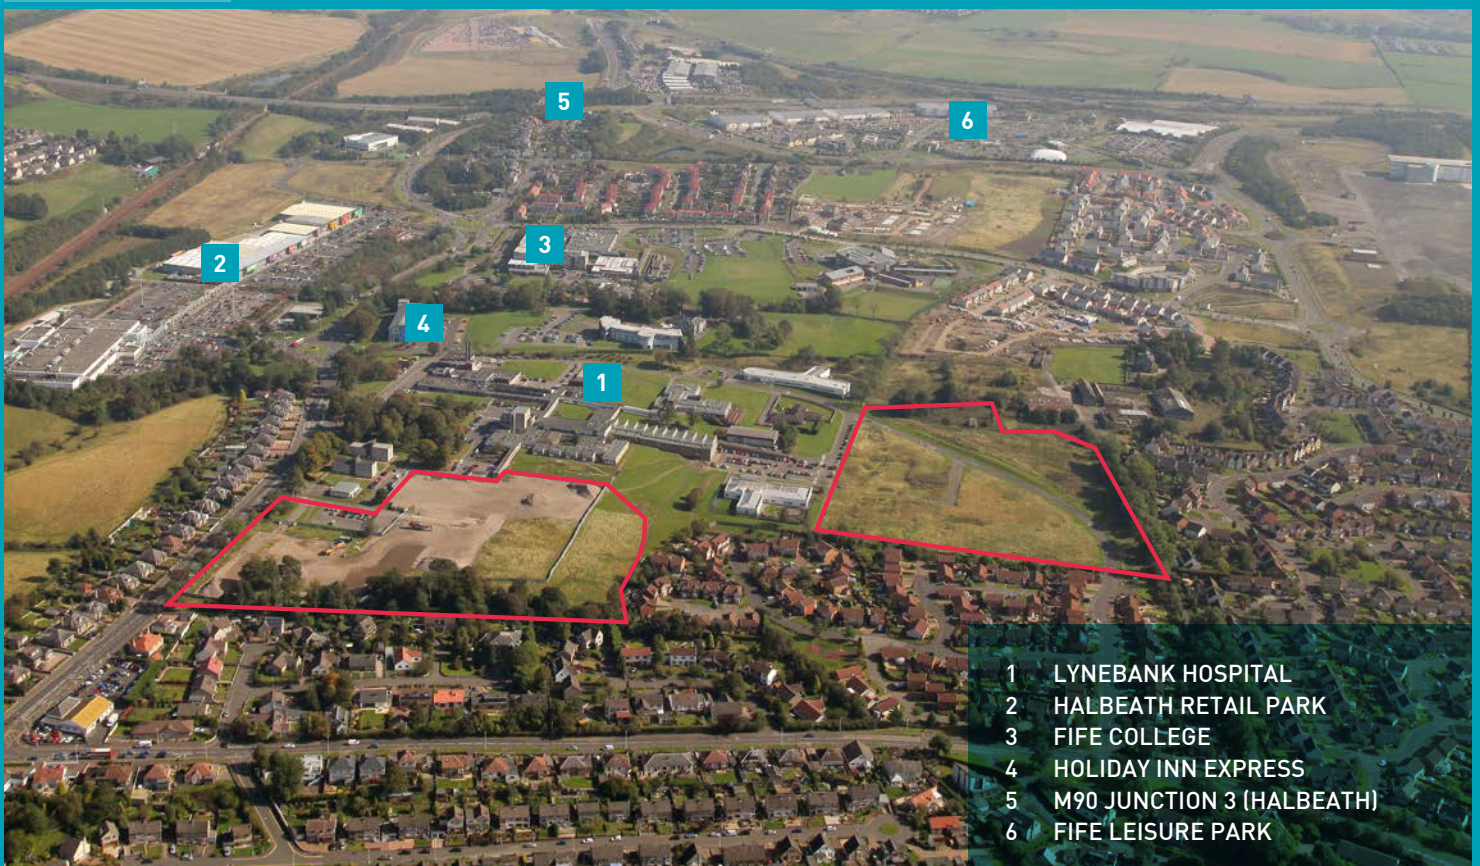 5
6
3
2
4
1
1 LYNEBANK HOSPITAL
2 HALBEATH RETAIL PARK
3 FIFE COLLEGE
4 HOLIDAY INN EXPRESS
5 M90 JUNCTION 3 (HALBEATH)
6 FIFE LEISURE PARK